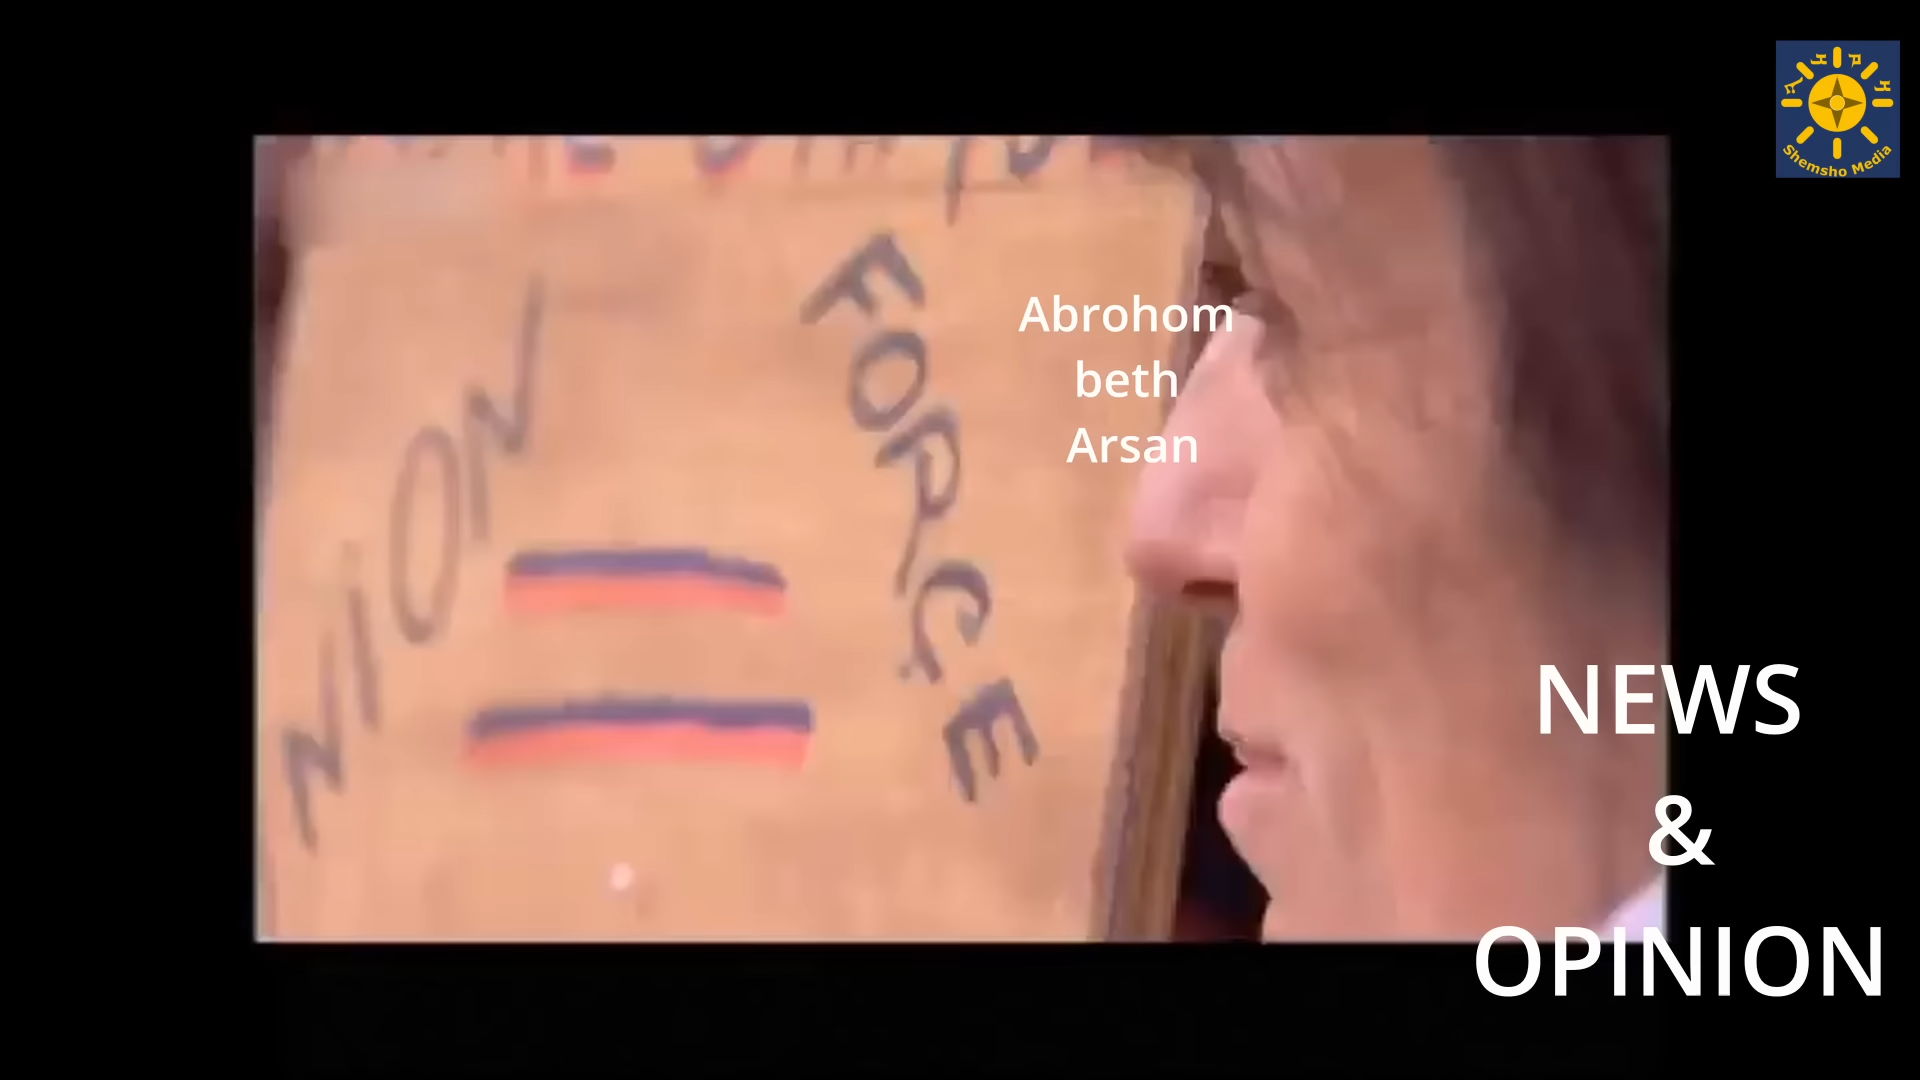 Shemsho Media
NION
FORCE
=
Abrohom
beth
Arsan
NEWS
&
OPINION